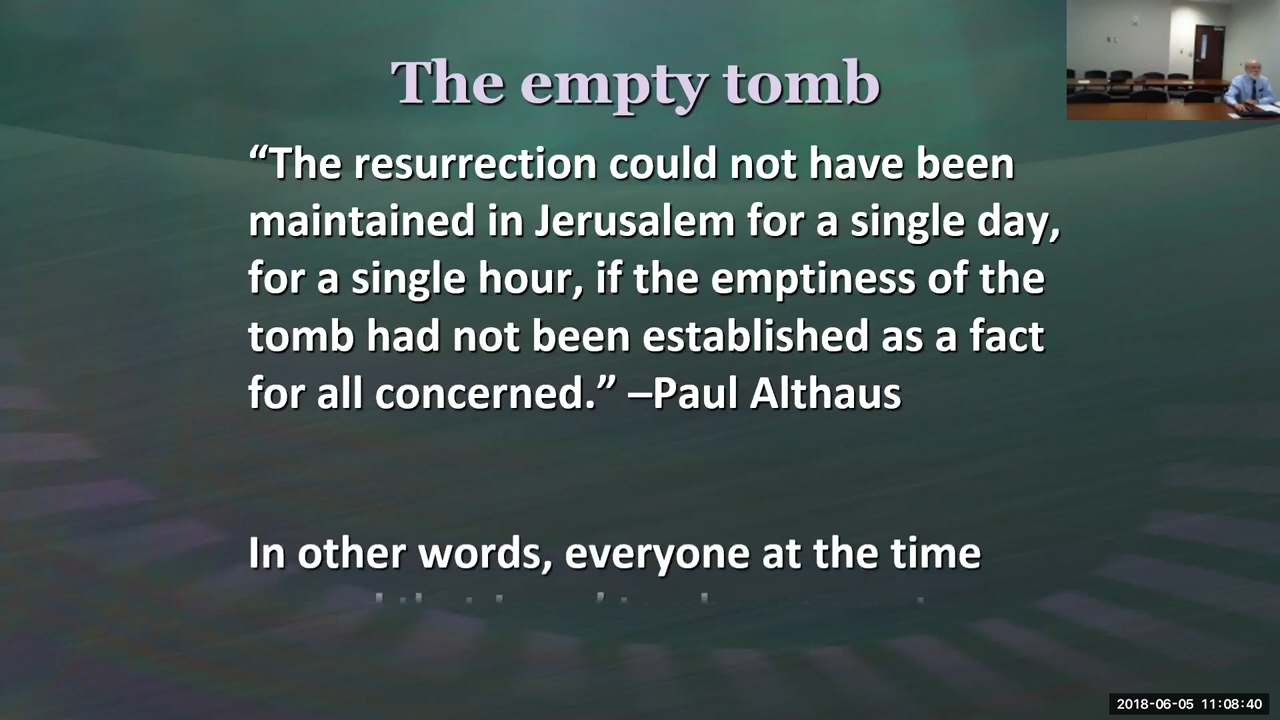 The empty tomb
“The resurrection could not have been
maintained in Jerusalem for a single day,
for a single hour, if the emptiness of the
tomb had not been established as a fact
for all concerned.” –Paul Althaus
In other words, everyone at the time
2018-06-05 11:08:40